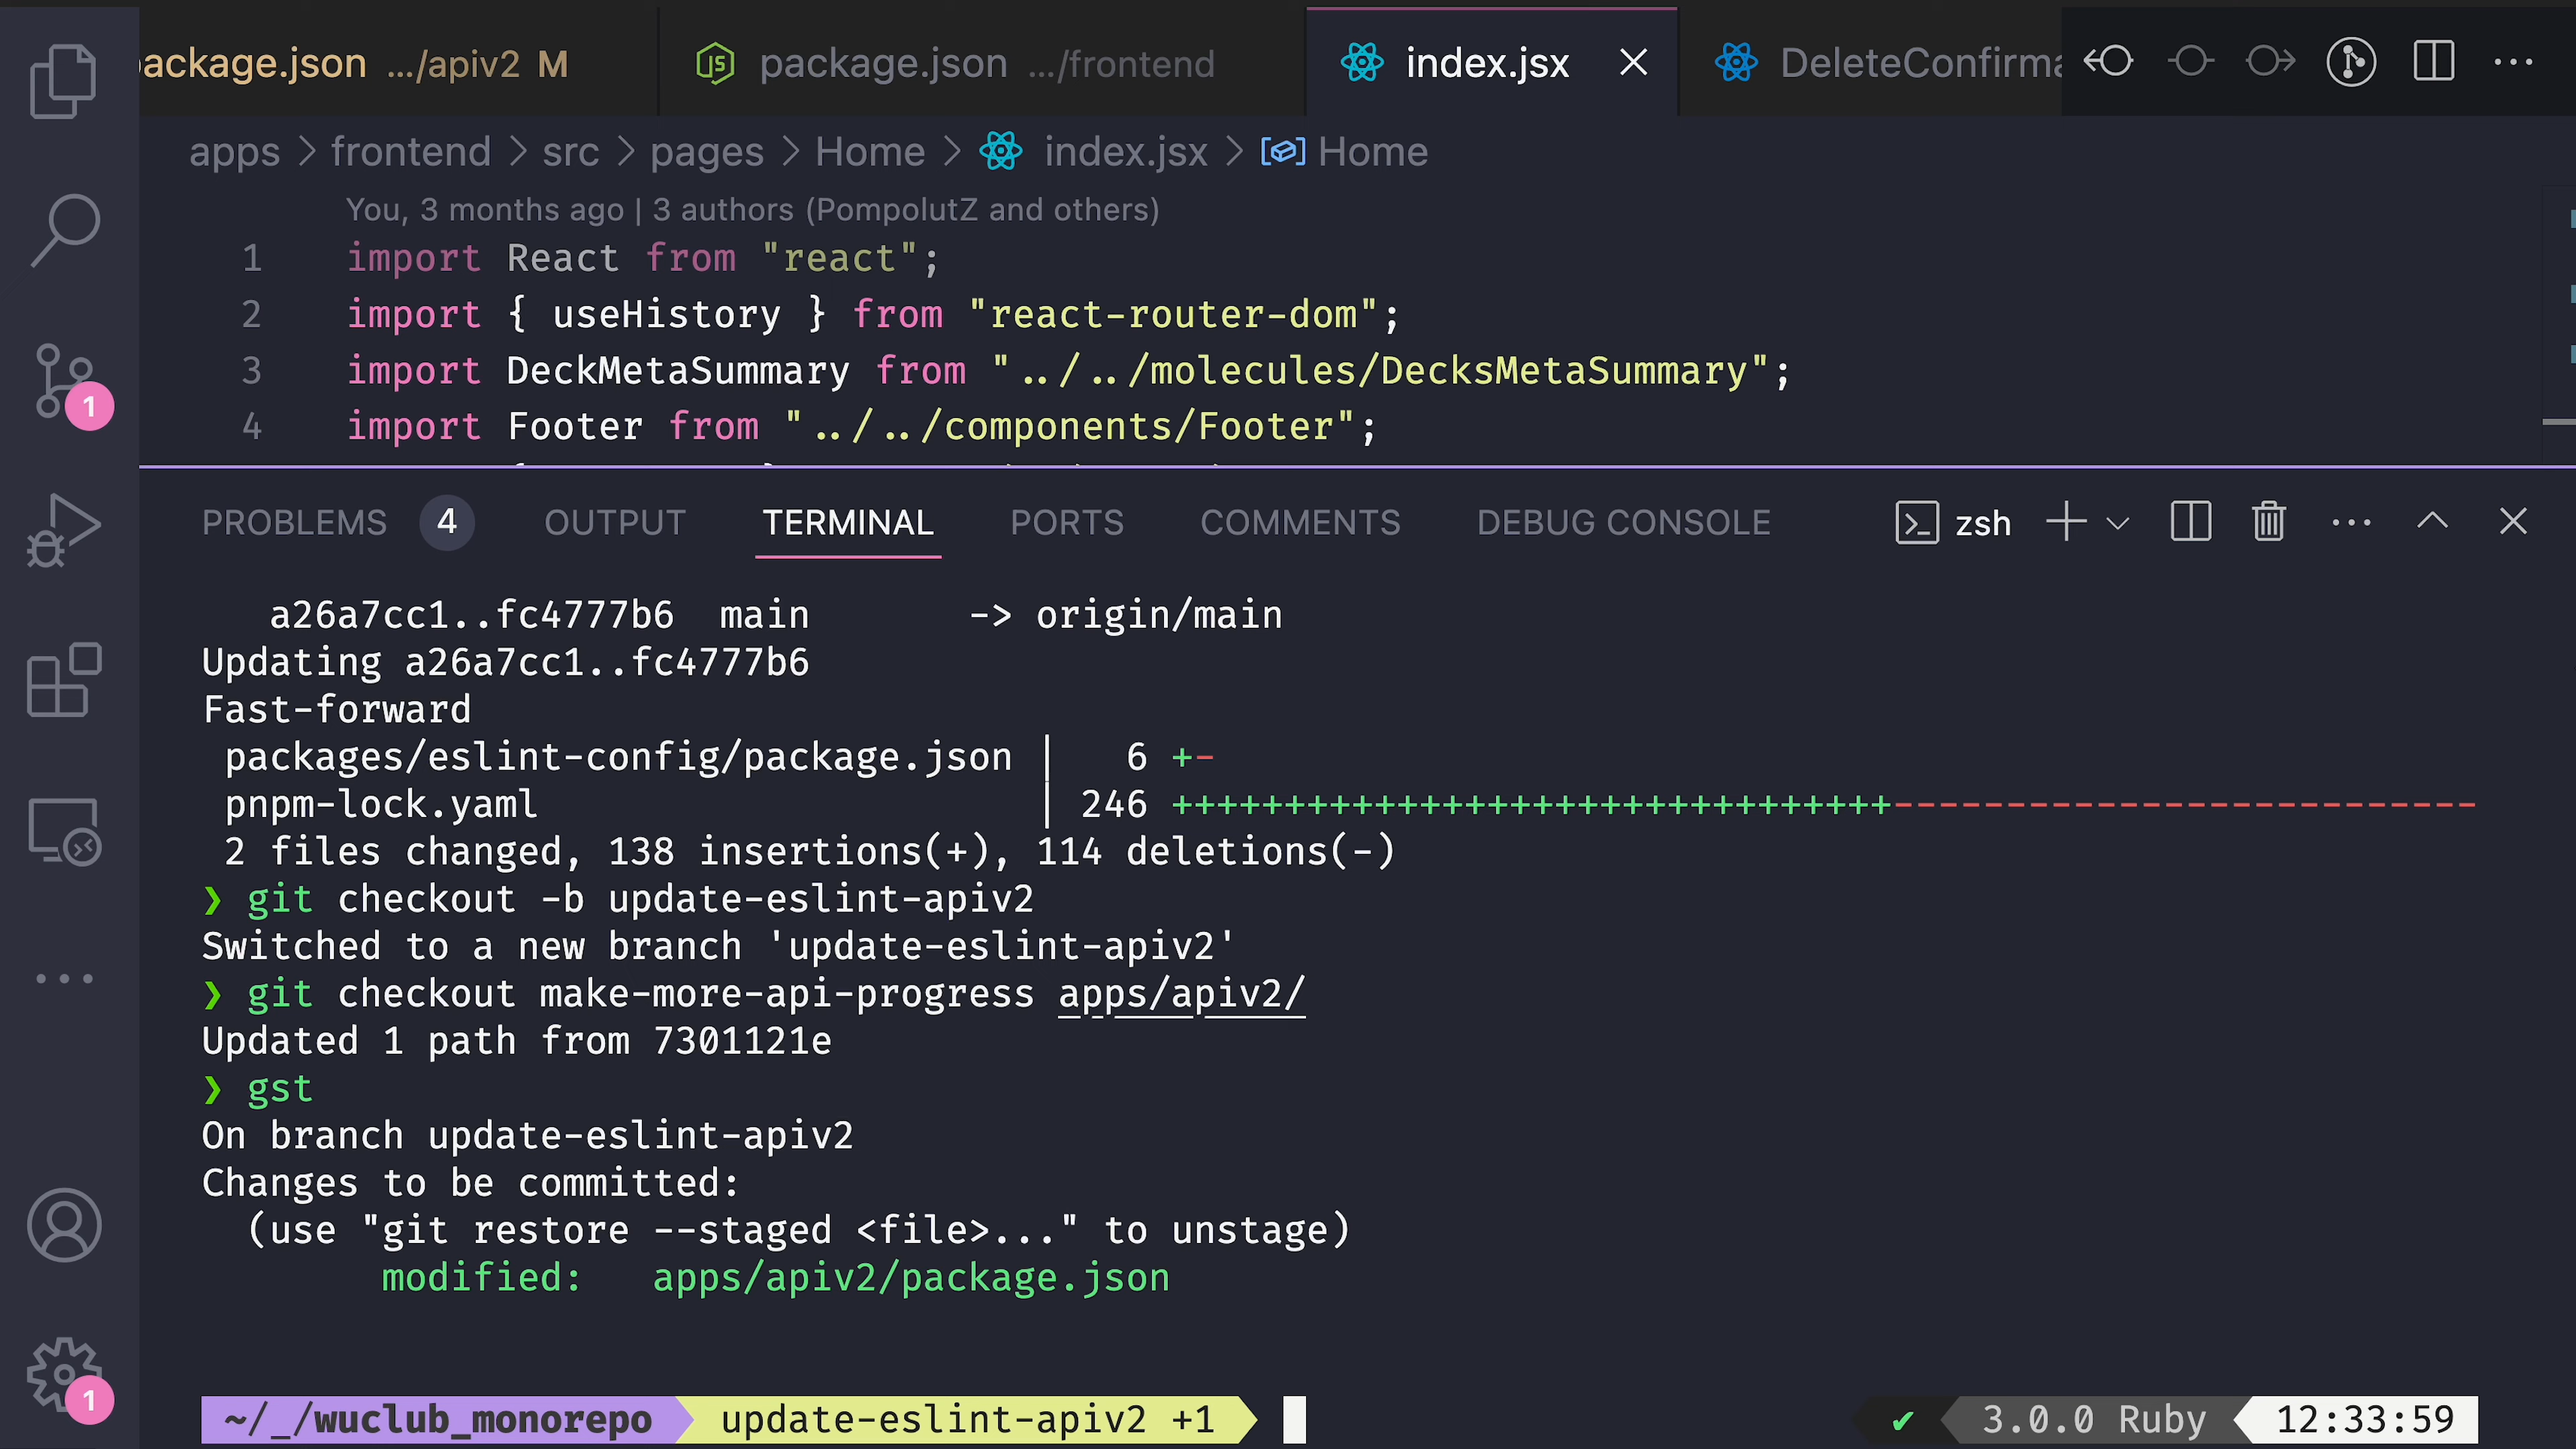 package.json .../apiv2 M package.json .../frontend index.jsx DeleteConfirma
apps > frontend > src > pages > Home > index.jsx > Home
You, 3 months ago | 3 authors (PompolutZ and others)
1 import React from "react";
2 import { useHistory } from "react-router-dom";
3 import DeckMetaSummary from "../../molecules/DecksMetaSummary";
4 import Footer from "../../components/Footer";
1
PROBLEMS 4 OUTPUT TERMINAL PORTS COMMENTS DEBUG CONSOLE zsh
a26a7cc1..fc4777b6 main -> origin/main
Updating a26a7cc1..fc4777b6
Fast-forward
packages/eslint-config/package.json | 6 +-
pnpm-lock.yaml | 246 ++++++++++++++++++++++++++++++++--------------------------
2 files changed, 138 insertions(+), 114 deletions(-)
❯ git checkout -b update-eslint-apiv2
Switched to a new branch 'update-eslint-apiv2'
❯ git checkout make-more-api-progress apps/apiv2/
Updated 1 path from 7301121e
❯ gst
On branch update-eslint-apiv2
Changes to be committed:
(use "git restore --staged <file>..." to unstage)
modified: apps/apiv2/package.json
1
~/_/wuclub_monorepo update-eslint-apiv2 +1 ✔ 3.0.0 Ruby 12:33:59